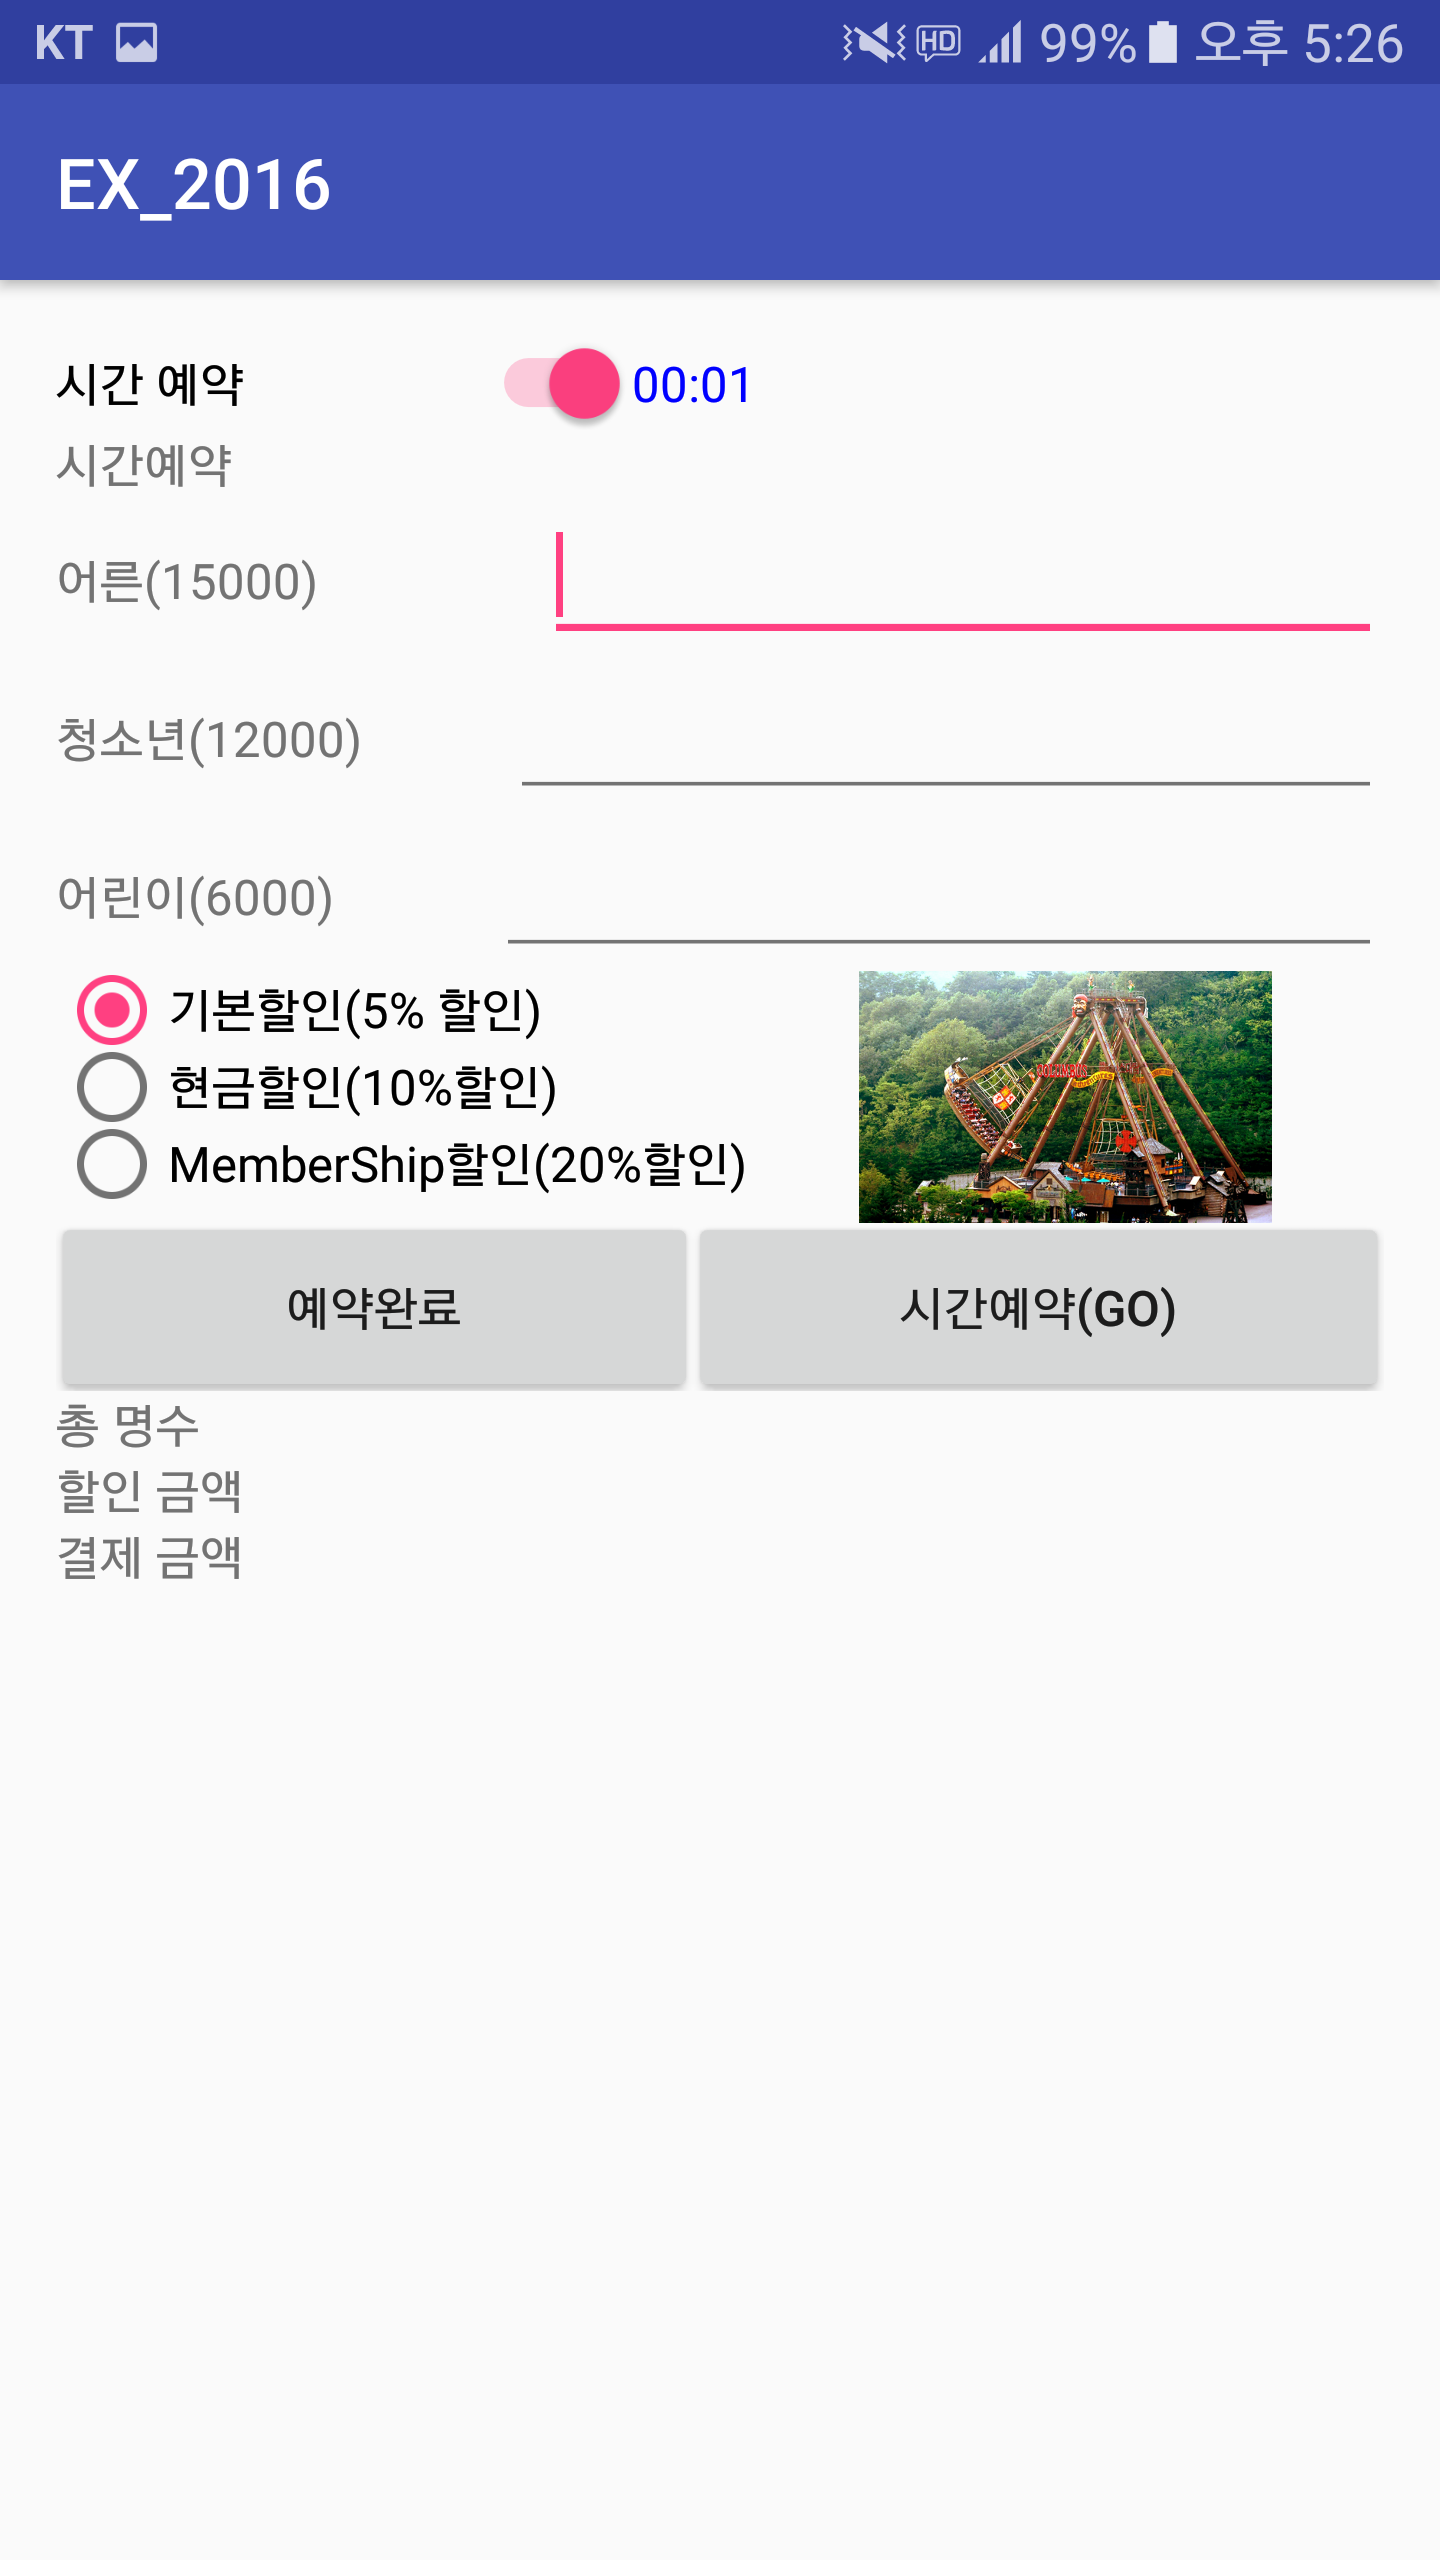 KT HD 99% 오후 5:26
EX_2016
시간 예약 00:01
시간예약
어른(15000)
청소년(12000)
어린이(6000)
기본할인(5% 할인)
현금할인(10%할인)
MemberShip할인(20%할인)
예약완료 시간예약(GO)
총 명수
할인 금액
결제 금액